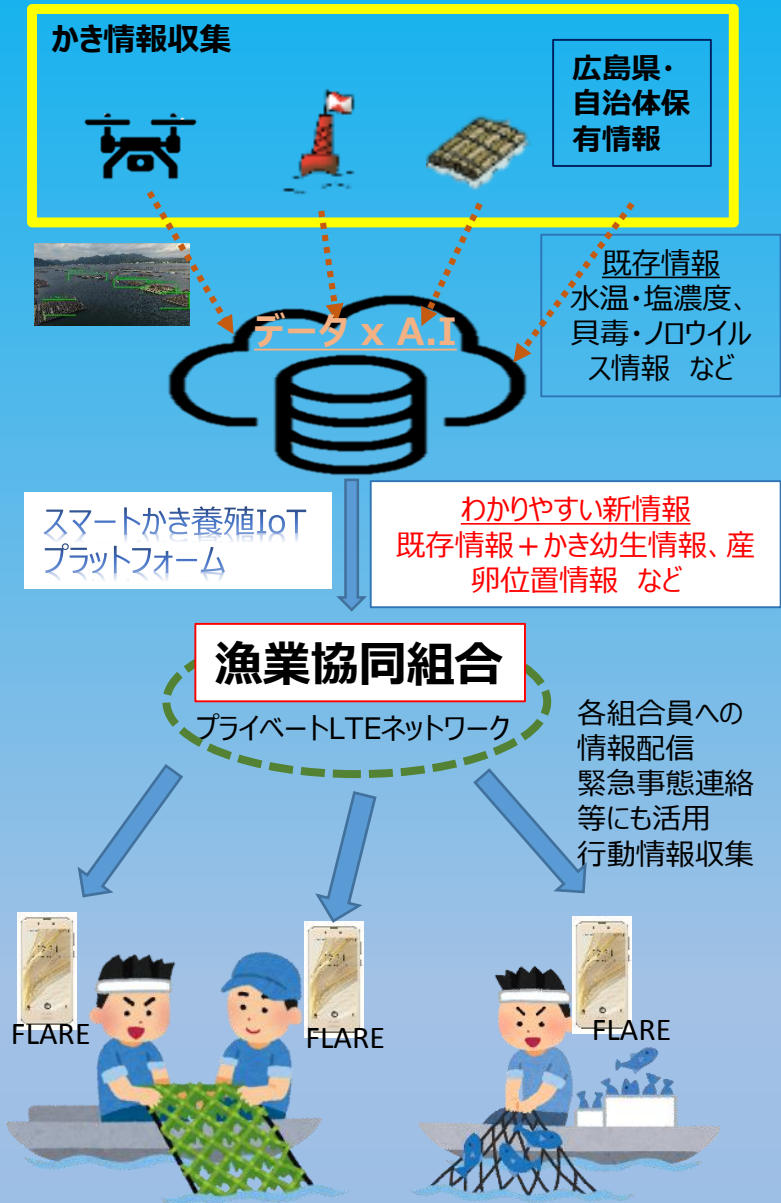 かき情報収集
広島県・
自治体保
有情報
既存情報
水温・塩濃度、
貝毒・ノロウイル
ス情報　など
データ x A.I
スマートかき養殖IoT
プラットフォーム
わかりやすい新情報
既存情報＋かき幼生情報、産
卵位置情報　など
漁業協同組合
プライベートLTEネットワーク
各組合員への
情報配信
緊急事態連絡
等にも活用
行動情報収集
FLARE
FLARE
FLARE